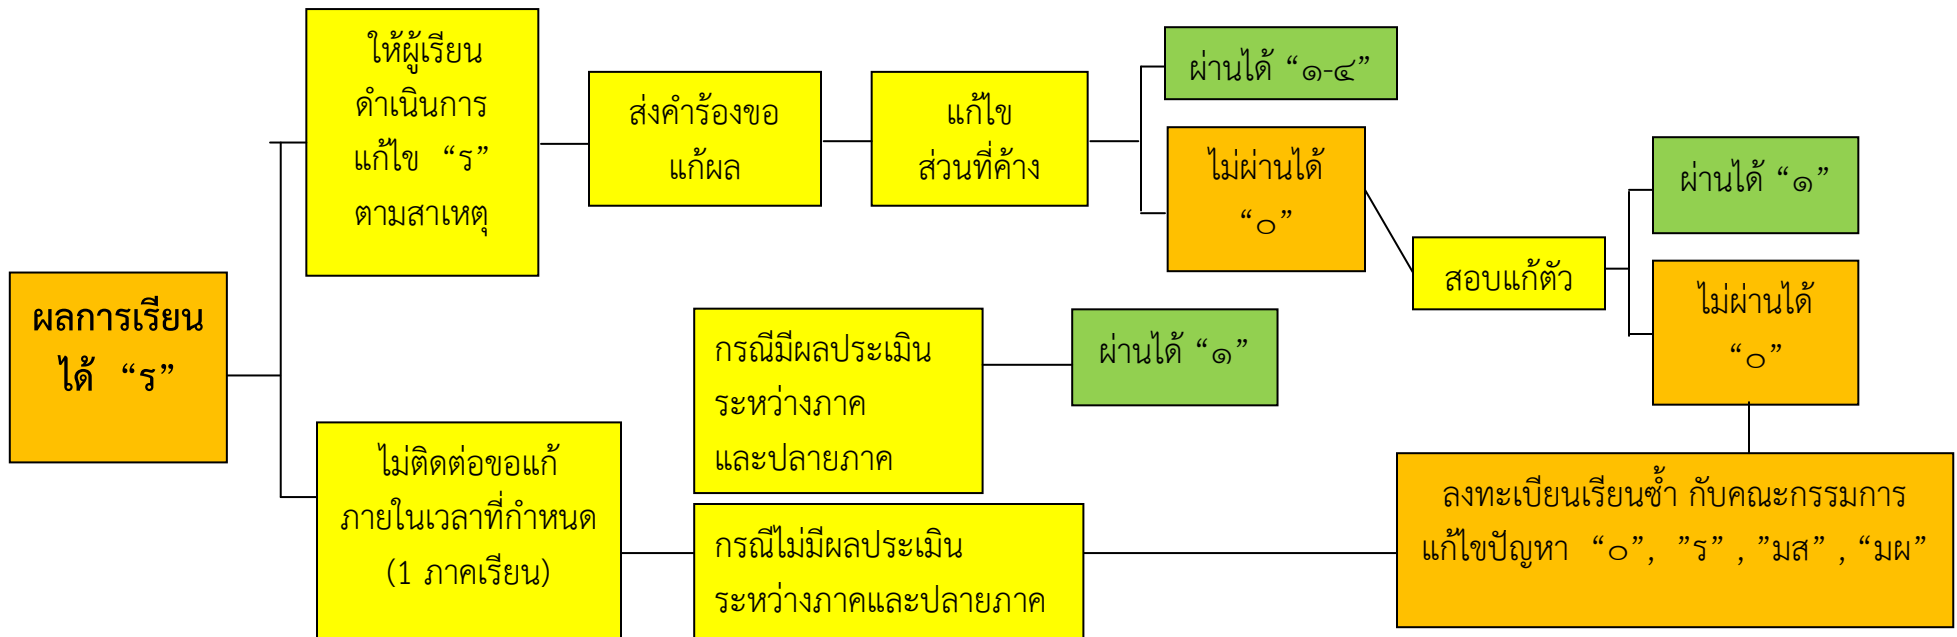 ผลการเรียน
ได้ “ร”
ให้ผู้เรียน
ดำเนินการ
แก้ไข “ร”
ตามสาเหตุ
ส่งคำร้องขอ
แก้ผล
แก้ไข
ส่วนที่ค้าง
ผ่านได้ “๑-๔”
ไม่ผ่านได้
“๐”
สอบแก้ตัว
ผ่านได้ “๑”
ไม่ผ่านได้
“๐”
ไม่ติดต่อขอแก้
ภายในเวลาที่กำหนด
(1 ภาคเรียน)
กรณีมีผลประเมิน
ระหว่างภาค
และปลายภาค
ผ่านได้ “๑”
กรณีไม่มีผลประเมิน
ระหว่างภาคและปลายภาค
ลงทะเบียนเรียนซ้ำ กับคณะกรรมการ
แก้ไขปัญหา “๐”, ”ร” , ”มส” , “มผ”